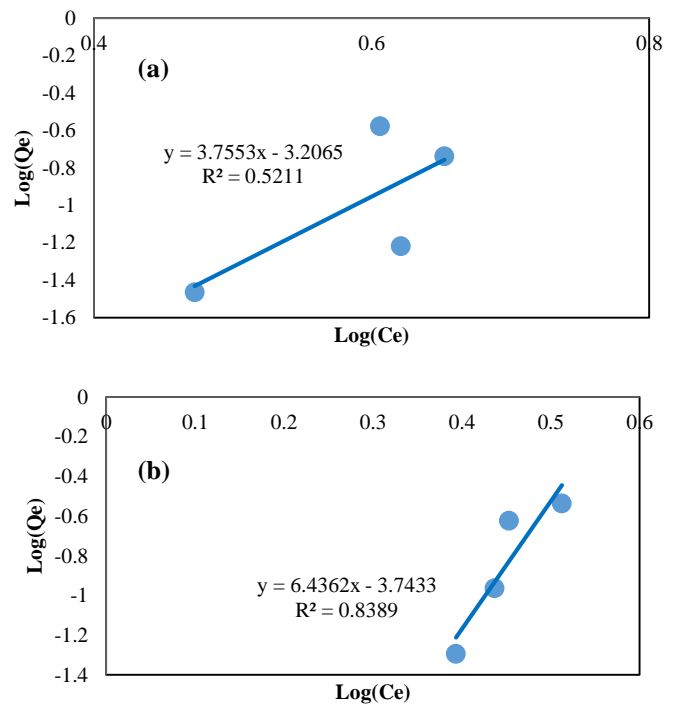 0
0.4 0.6 0.8
-0.2
(a)
-0.4
-0.6
y = 3.7553x - 3.2065
-0.8
R² = 0.5211
-1
-1.2
-1.4
-1.6
Log(Qe)
Log(Ce)
0
0 0.1 0.2 0.3 0.4 0.5 0.6
-0.2
(b)
-0.4
-0.6
-0.8
y = 6.4362x - 3.7433
-1
R² = 0.8389
-1.2
-1.4
Log(Qe)
Log(Ce)